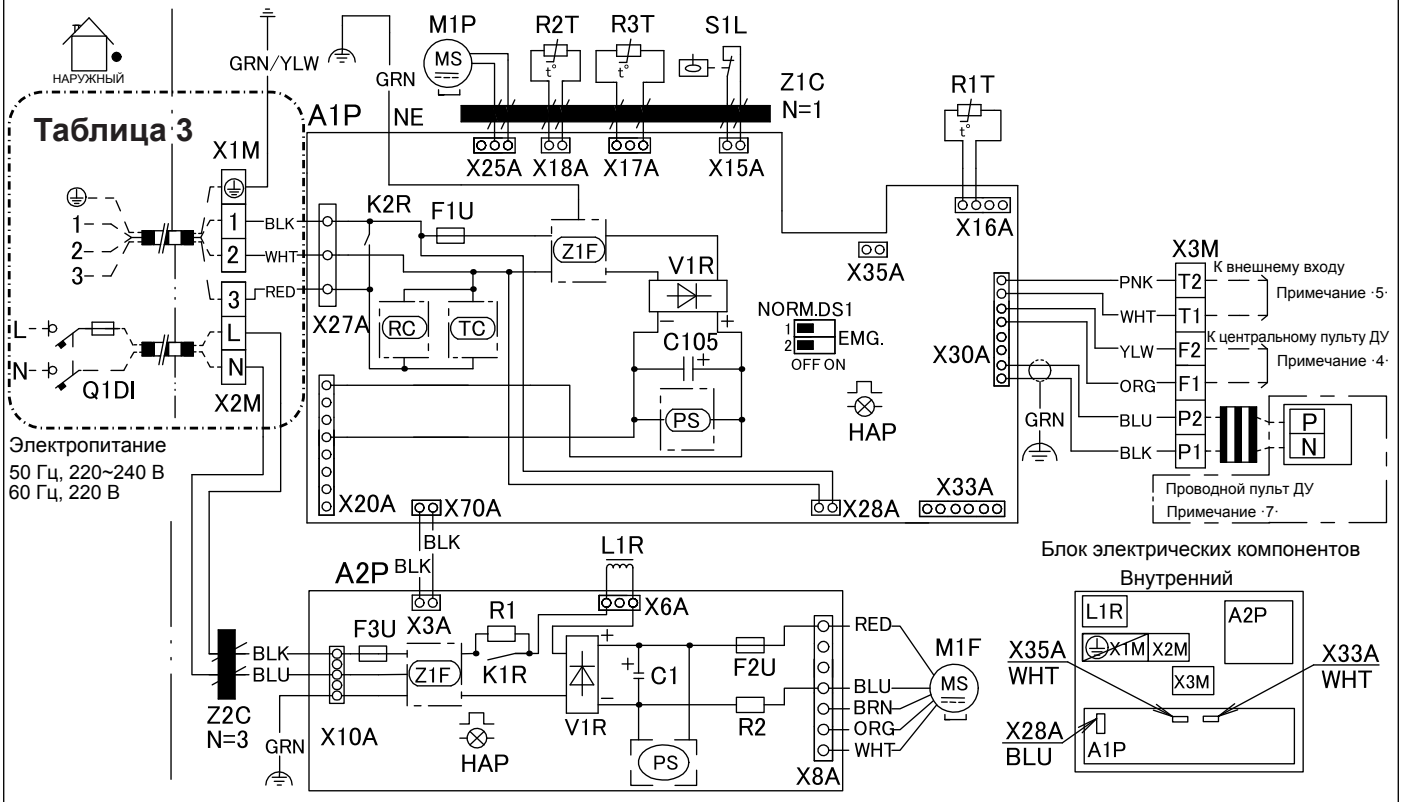 НАРУЖНЫЙ
GRN/YLW
GRN
M1P
MS
R2T
t°
R3T
t°
S1L
Z1C
N=1
R1T
t°
Таблица 3
X1M
A1P
NE
X25A
X18A
X17A
X15A
X16A
1
2
3
1
2
3
BLK
WHT
RED
K2R
F1U
Z1F
V1R
X35A
X27A
RC
TC
NORM.
DS1
1
2
EMG.
OFF ON
C105
+
−
+
PS
HAP
X30A
L
N
Q1DI
L
N
X2M
Электропитание
50 Гц, 220~240 В
60 Гц, 220 В
X20A
X70A
X28A
X33A
PNK
WHT
YLW
ORG
BLU
BLK
GRN
X3M
T2
T1
F2
F1
P2
P1
К внешнему входу
Примечание ·5·
К центральному пульту ДУ
Примечание ·4·
P
N
Проводной пульт ДУ
Примечание ·7·
BLK
BLK
A2P
X3A
L1R
X6A
F3U
R1
K1R
Z1F
BLK
BLU
GRN
Z2C
N=3
X10A
HAP
V1R
+
−
+
C1
PS
F2U
R2
X8A
RED
BLU
BRN
ORG
WHT
M1F
MS
Блок электрических компонентов
Внутренний
L1R
X1M
X2M
X3M
A2P
A1P
X35A
WHT
X33A
WHT
X28A
BLU